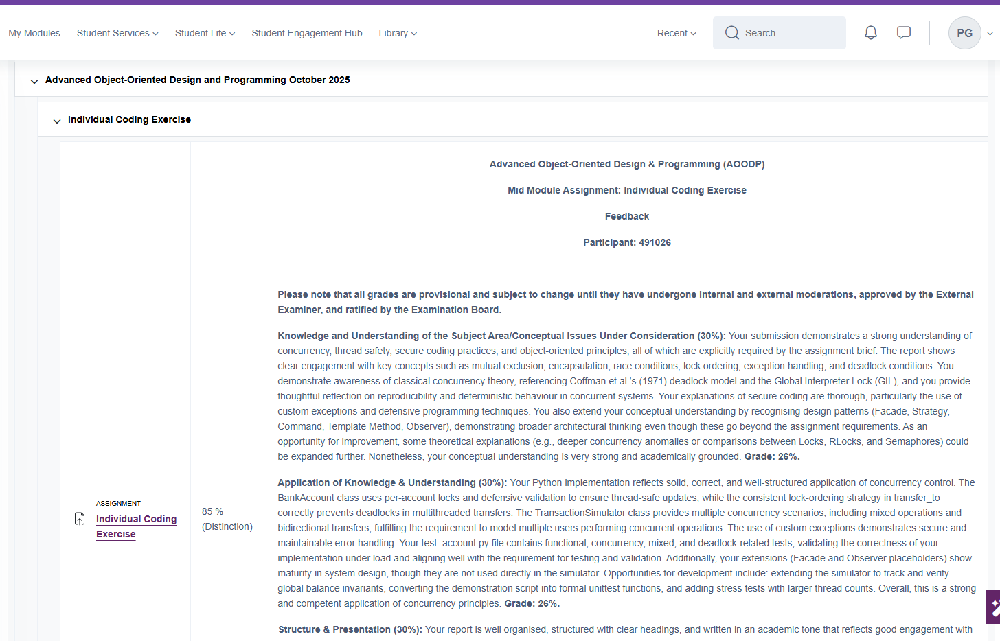 My Modules Student Services Student Life Student Engagement Hub Library Recent Search PG
Advanced Object-Oriented Design and Programming October 2025
Individual Coding Exercise
Advanced Object-Oriented Design & Programming (AOODP)
Mid Module Assignment: Individual Coding Exercise
Feedback
Participant: 491026
Please note that all grades are provisional and subject to change until they have undergone internal and external moderations, approved by the External
Examiner, and ratified by the Examination Board.
Knowledge and Understanding of the Subject Area/Conceptual Issues Under Consideration (30%): Your submission demonstrates a strong understanding of
concurrency, thread safety, secure coding practices, and object-oriented principles, all of which are explicitly required by the assignment brief. The report shows
clear engagement with key concepts such as mutual exclusion, encapsulation, race conditions, lock ordering, exception handling, and deadlock conditions. You
demonstrate awareness of classical concurrency theory, referencing Coffman et al.'s (1971) deadlock model and the Global Interpreter Lock (GIL), and you provide
thoughtful reflection on reproducibility and deterministic behaviour in concurrent systems. Your explanations of secure coding are thorough, particularly the use of
custom exceptions and defensive programming techniques. You also extend your conceptual understanding by recognising design patterns (Facade, Strategy,
Command, Template Method, Observer), demonstrating broader architectural thinking even though these go beyond the assignment requirements. As an
opportunity for improvement, some theoretical explanations (e.g., deeper concurrency anomalies or comparisons between Locks, RLocks, and Semaphores) could
be expanded further. Nonetheless, your conceptual understanding is very strong and academically grounded. Grade: 26%.
Application of Knowledge & Understanding (30%): Your Python implementation reflects solid, correct, and well-structured application of concurrency control. The
BankAccount class uses per-account locks and defensive validation to ensure thread-safe updates, while the consistent lock-ordering strategy in transfer_to
correctly prevents deadlocks in multithreaded transfers. The TransactionSimulator class provides multiple concurrency scenarios, including mixed operations and
bidirectional transfers, fulfilling the requirement to model multiple users performing concurrent operations. The use of custom exceptions demonstrates secure and
maintainable error handling. Your test_account.py file contains functional, concurrency, mixed, and deadlock-related tests, validating the correctness of your
implementation under load and aligning well with the requirement for testing and validation. Additionally, your extensions (Facade and Observer placeholders) show
maturity in system design, though they are not used directly in the simulator. Opportunities for development include: extending the simulator to track and verify
global balance invariants, converting the demonstration script into formal unittest functions, and adding stress tests with larger thread counts. Overall, this is a strong
and competent application of concurrency principles. Grade: 26%.
Structure & Presentation (30%): Your report is well organised, structured with clear headings, and written in an academic tone that reflects good engagement with
ASSIGNMENT
Individual Coding
Exercise
85 %
(Distinction)